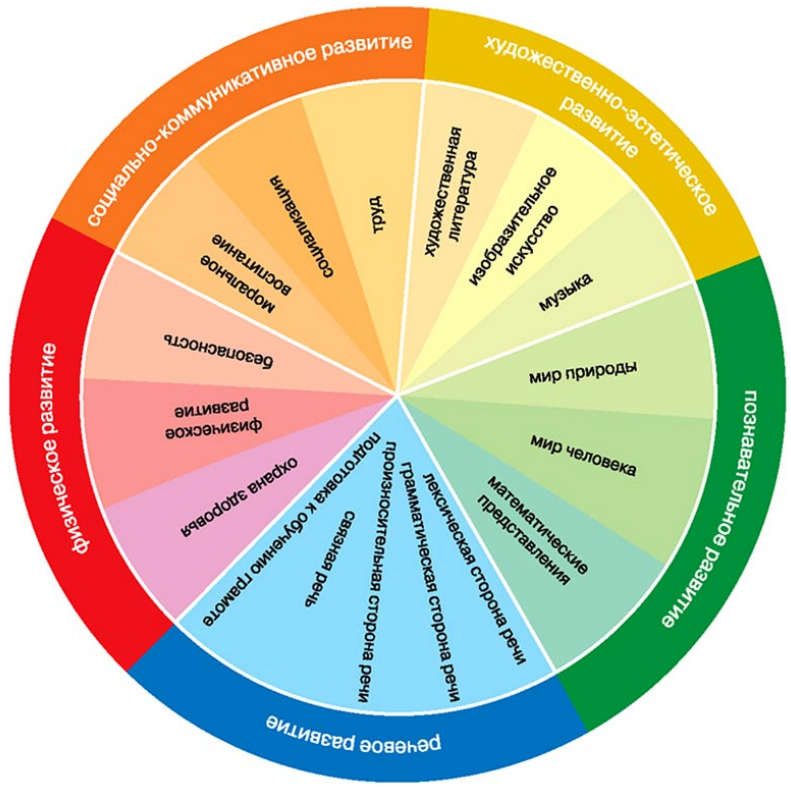 социально-коммуникативное развитие
труд
социализация
моральное
воспитание
художественно-эстетическое
развитие
художественная
литература
изобразительное
искусство
музыка
познавательное развитие
мир природы
мир человека
математические
представления
речевое развитие
лексическая сторона речи
грамматическая сторона речи
произносительная сторона речи
связная речь
подготовка к обучению грамоте
физическое развитие
охрана здоровья
физическое
развитие
безопасность